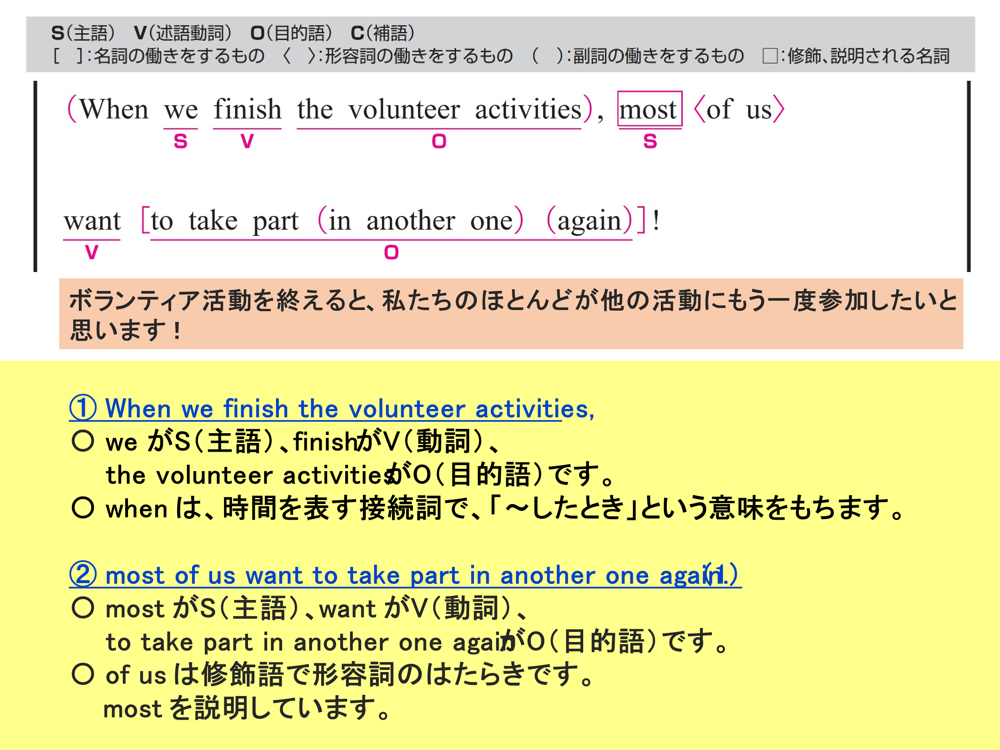 S（主語）　V（述語動詞）　O（目的語）　C（補語）
［　］：名詞の働きをするもの　〈　〉：形容詞の働きをするもの　（　）：副詞の働きをするもの　□：修飾、説明される名詞
（When we finish the volunteer activities）, most 〈of us〉
S V O S
want ［to take part （in another one） （again）］!
V O
ボランティア活動を終えると、私たちのほとんどが他の活動にもう一度参加したいと
思います！
① When we finish the volunteer activities,
○ we がS（主語）、finishがV（動詞）、
the volunteer activitiesがO（目的語）です。
○ when は、時間を表す接続詞で、「～したとき」という意味をもちます。
② most of us want to take part in another one again.（1）
○ most がS（主語）、want がV（動詞）、
to take part in another one againがO（目的語）です。
○ of us は修飾語で形容詞のはたらきです。
most を説明しています。